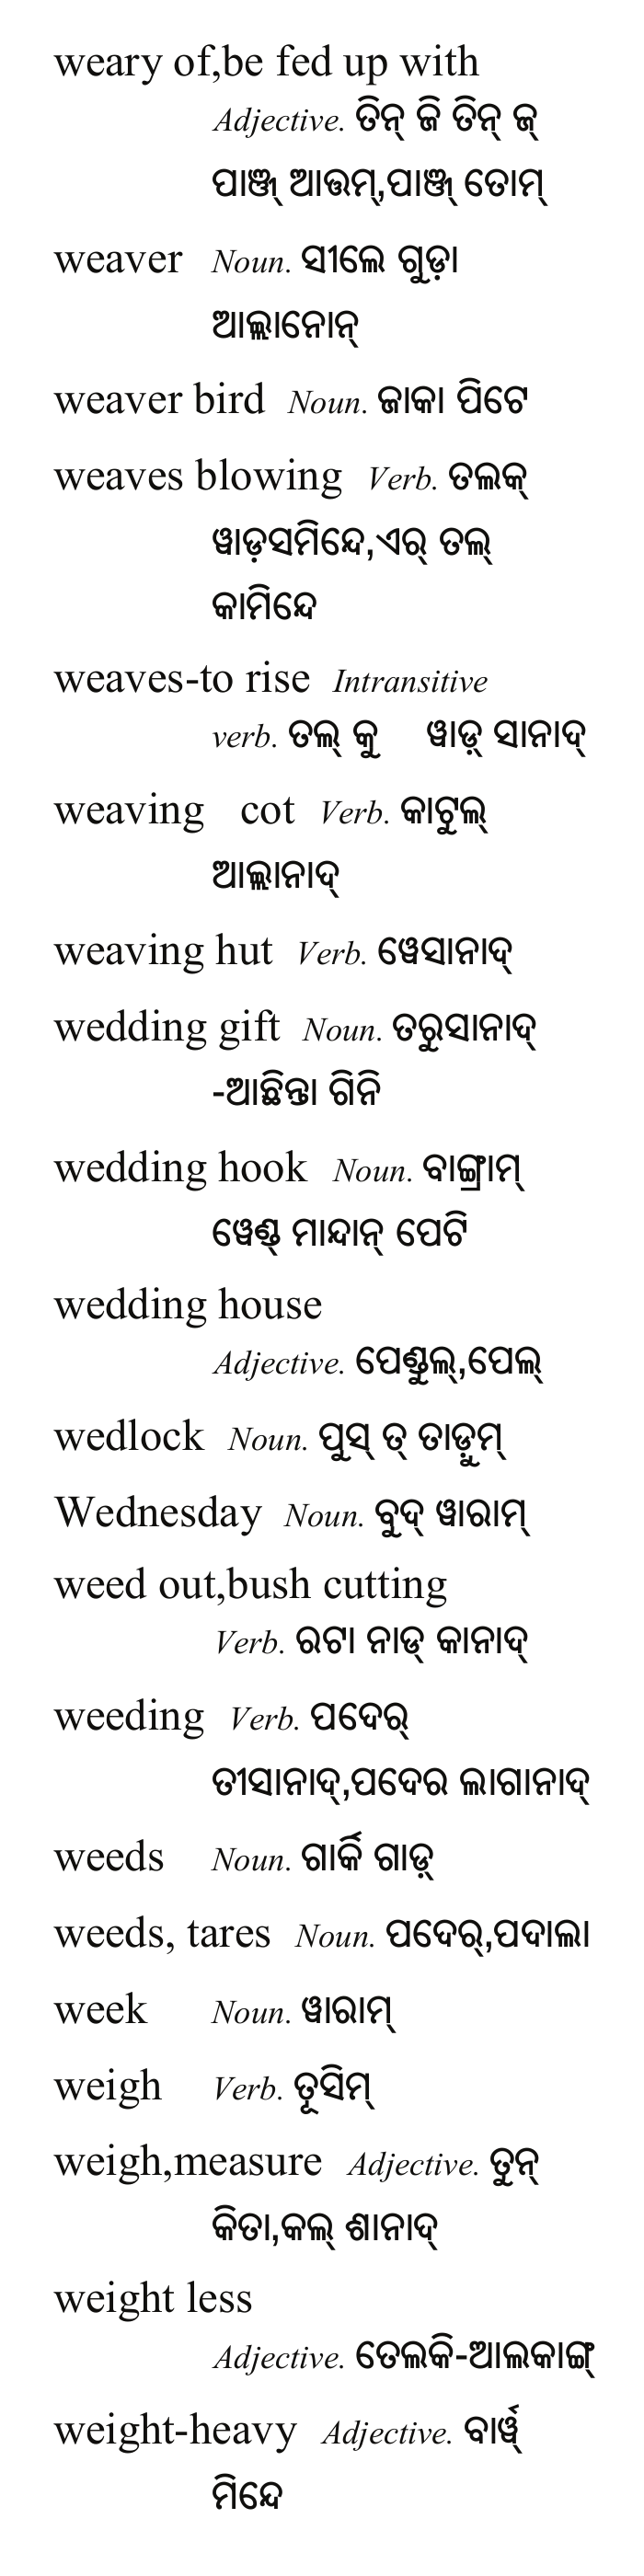 weary of,be fed up with
Adjective. ତିନ୍ ଜି ତିନ୍ ଜ୍
ପାଞ୍ଜ୍ ଆତ୍ତମ୍,ପାଞ୍ଜ୍ ତୋମ୍
weaver Noun. ସୀଲେ ଗୁଡ଼ା
ଆଲ୍ଲାନୋନ୍
weaver bird Noun. ଜାକା ପିଟେ
weaves blowing Verb. ତଲକ୍
ୱାଡ଼ସମିନ୍ଦେ,ଏର୍ ତଲ୍
କାମିନ୍ଦେ
weaves-to rise Intransitive
verb. ତଲ୍ କୁ ୱାଡ଼୍ ସାନାଦ୍
weaving cot Verb. କାଟୁଲ୍
ଆଲ୍ଲାନାଦ୍
weaving hut Verb. ୱେସାନାଦ୍
wedding gift Noun. ତରୁସାନାଦ୍
-ଆଛିନ୍ତା ଗିନି
wedding hook Noun. ବାଙ୍ଗ୍ରାମ୍
ୱେଣ୍ଡ୍ ମାନ୍ଦାନ୍ ପେଟି
wedding house
Adjective. ପେଣ୍ଡୁଲ୍,ପେଲ୍
wedlock Noun. ପୁସ୍ ତ୍ ତାଡ଼ୁମ୍
Wednesday Noun. ବୁଦ୍ ୱାରାମ୍
weed out,bush cutting
Verb. ରଟା ନାଡ୍ କାନାଦ୍
weeding Verb. ପଦେର୍
ତୀସାନାଦ୍,ପଦେର ଲାଗାନାଦ୍
weeds Noun. ଗାର୍କି ଗାଡ଼୍
weeds, tares Noun. ପଦେର୍,ପଦାଲା
week Noun. ୱାରାମ୍
weigh Verb. ତୂସିମ୍
weigh,measure Adjective. ତୁନ୍
କିତା,କଲ୍ ଶାନାଦ୍
weight less
Adjective. ତେଲକି-ଆଲକାଙ୍ଗ୍
weight-heavy Adjective. ବାର୍ୱ୍
ମିନ୍ଦେ